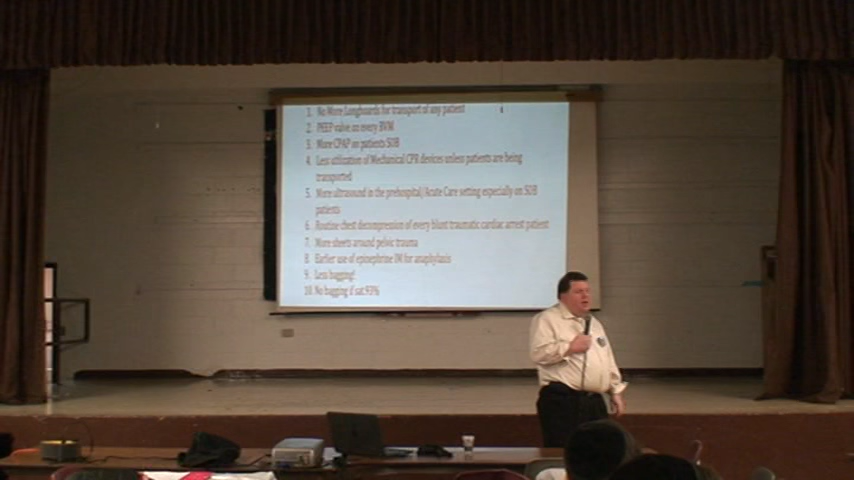 1. No More Longboards for transport of any patient
2. PEEP valve on every BVM
3. More CPAP on patients SOB
4. Less utilization of Mechanical CPR devices unless patients are being
transported
5. More ultrasound in the prehospital/Acute Care setting especially on SOB
patients
6. Routine chest decompression of every blunt traumatic cardiac arrest patient
7. More sheets around pelvic trauma
8. Earlier use of epinephrine IM for anaphylaxis
9. Less bagging!
10. No bagging if sat 93%